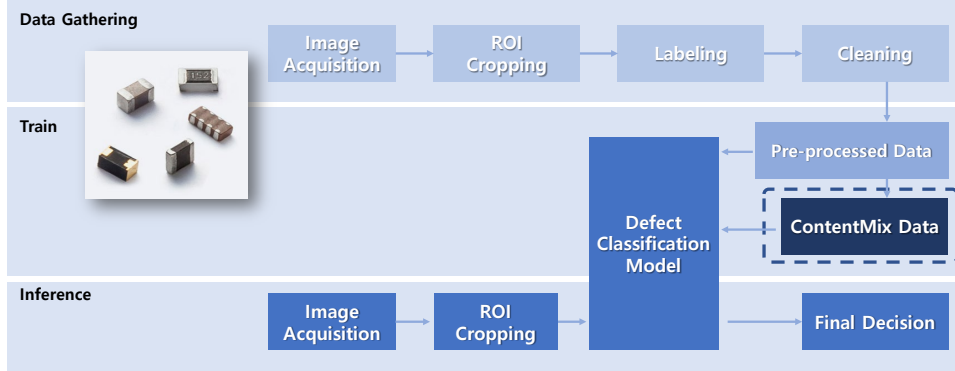 Data Gathering
Image
Acquisition
ROI
Cropping
Labeling
Cleaning
152
Train
Pre-processed Data
ContentMix Data
Defect
Classification
Model
Inference
Image
Acquisition
ROI
Cropping
Final Decision